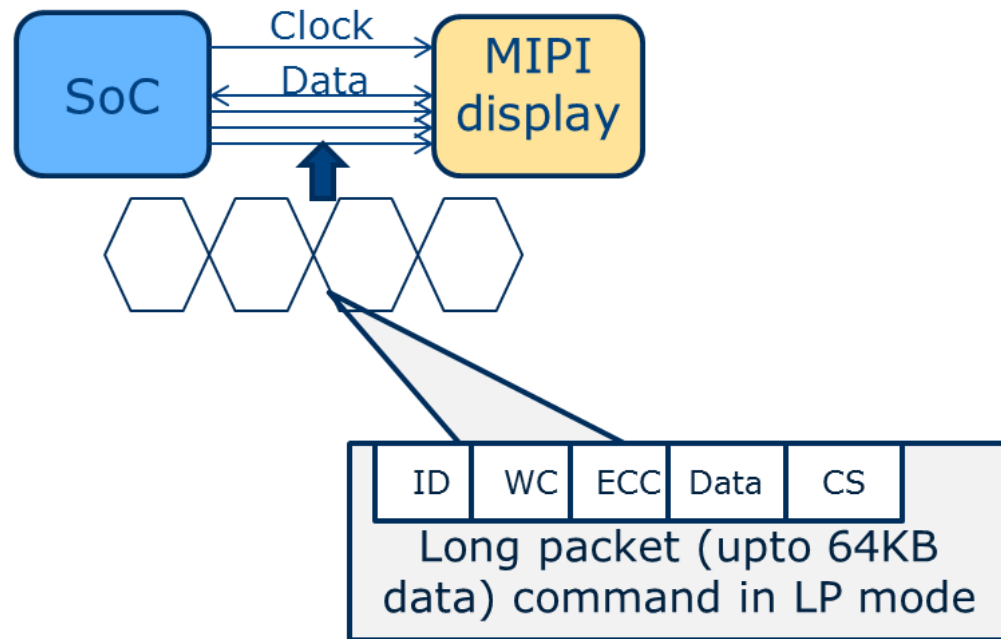 Clock
SoC
Data
MIPI
display
ID WC ECC Data CS
Long packet (upto 64KB
data) command in LP mode